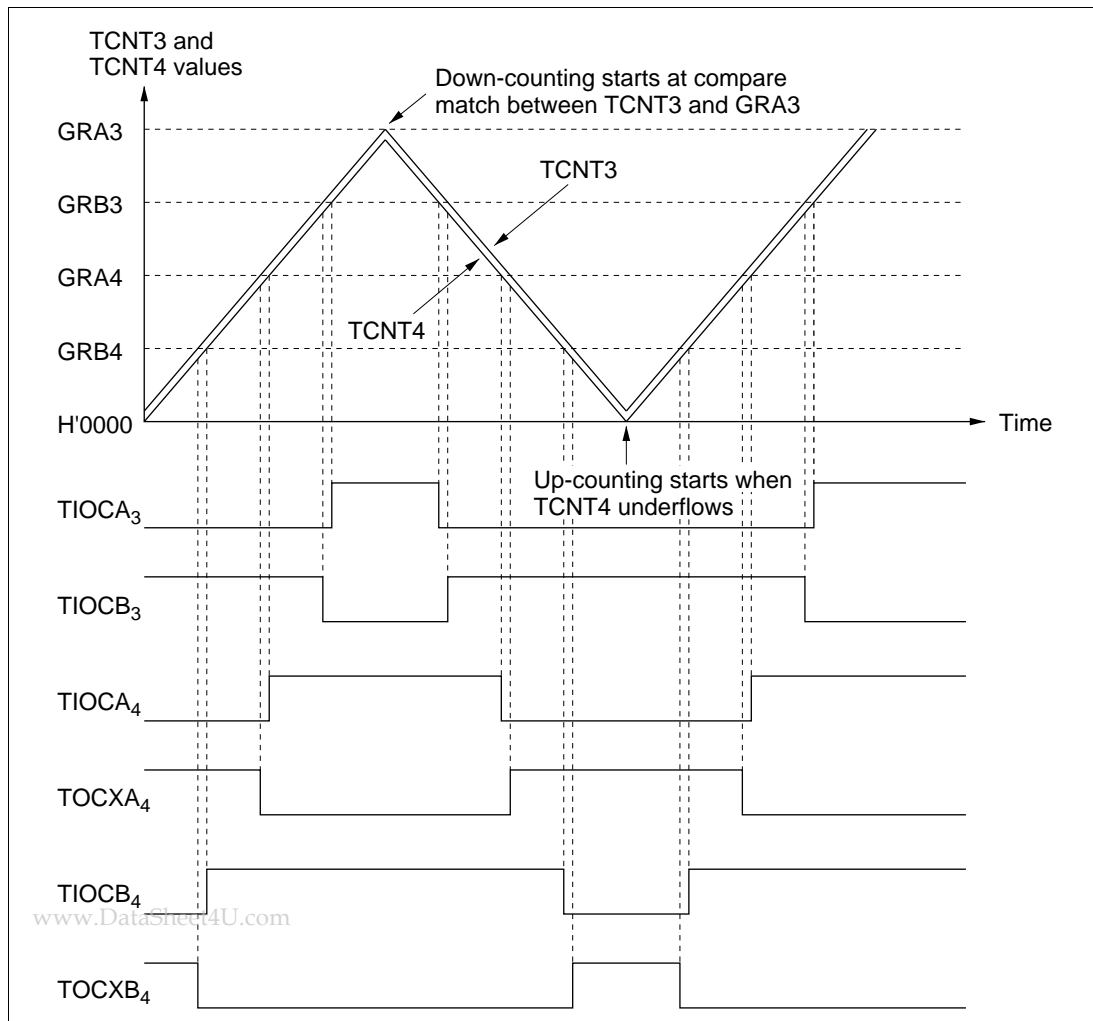 TCNT3 and
TCNT4 values
Down-counting starts at compare
match between TCNT3 and GRA3
GRA3
TCNT3
GRB3
GRA4
TCNT4
GRB4
H'0000
Time
Up-counting starts when
TCNT4 underflows
TIOCA3
TIOCB3
TIOCA4
TOCXA4
TIOCB4
www.DataSheet4U.com
TOCXB4